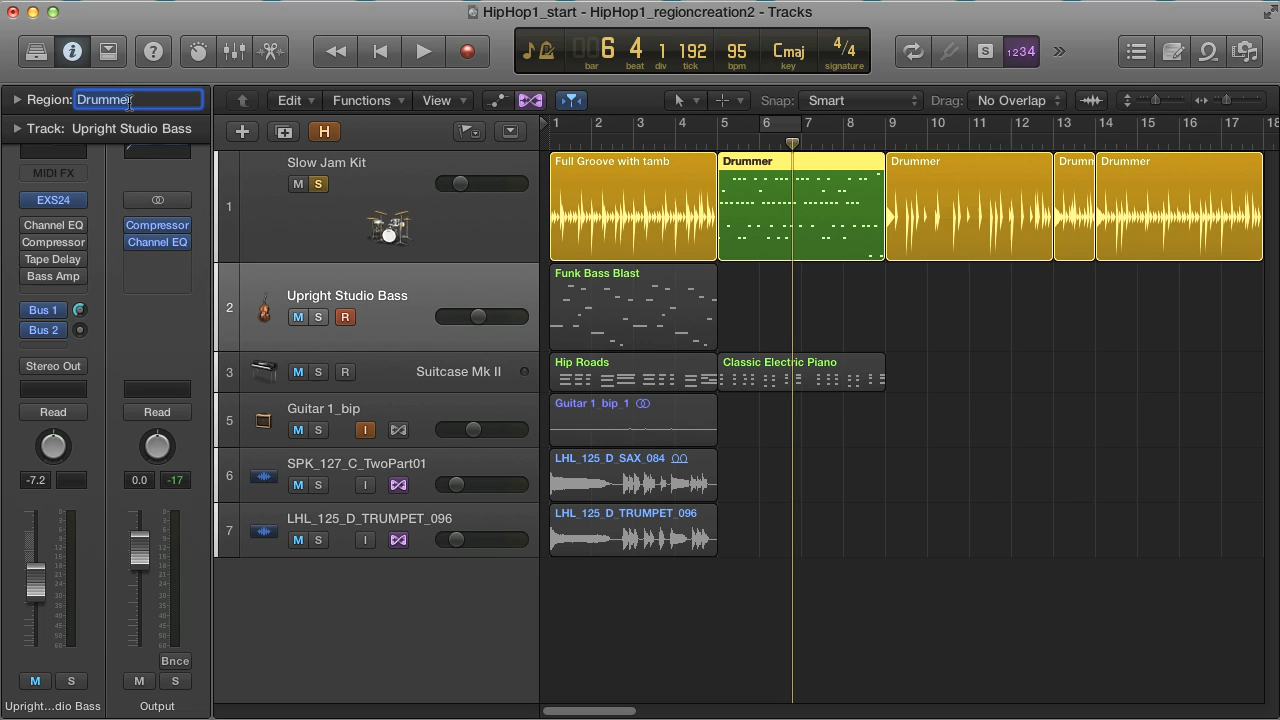 HipHop1_start - HipHop1_regioncreation2 - Tracks
6 4 1 192 95 Cmaj 4/4
bar beat div tick bpm key signature
S 1234
Region: Drummer
Edit Functions View Snap: Smart Drag: No Overlap
Track: Upright Studio Bass
H
1 2 3 4 5 6 7 8 9 10 11 12 13 14 15 16 17 18
MIDI FX
EXS24
Channel EQ
Compressor
Tape Delay
Bass Amp
Bus 1
Bus 2
Stereo Out
Read
-7.2
Compressor
Channel EQ
Read
0.0 -17
Bnce
M S
M S
Upright...dio Bass
Output
1
Slow Jam Kit
M S
Full Groove with tamb
Drummer
Drummer
Drumn
Drummer
2
Upright Studio Bass
M S R
Funk Bass Blast
3
M S R
Suitcase Mk II
Hip Roads
Classic Electric Piano
5
Guitar 1_bip
M S I
Guitar 1_bip_1
6
SPK_127_C_TwoPart01
M S I
LHL_125_D_SAX_084
7
LHL_125_D_TRUMPET_096
M S I
LHL_125_D_TRUMPET_096